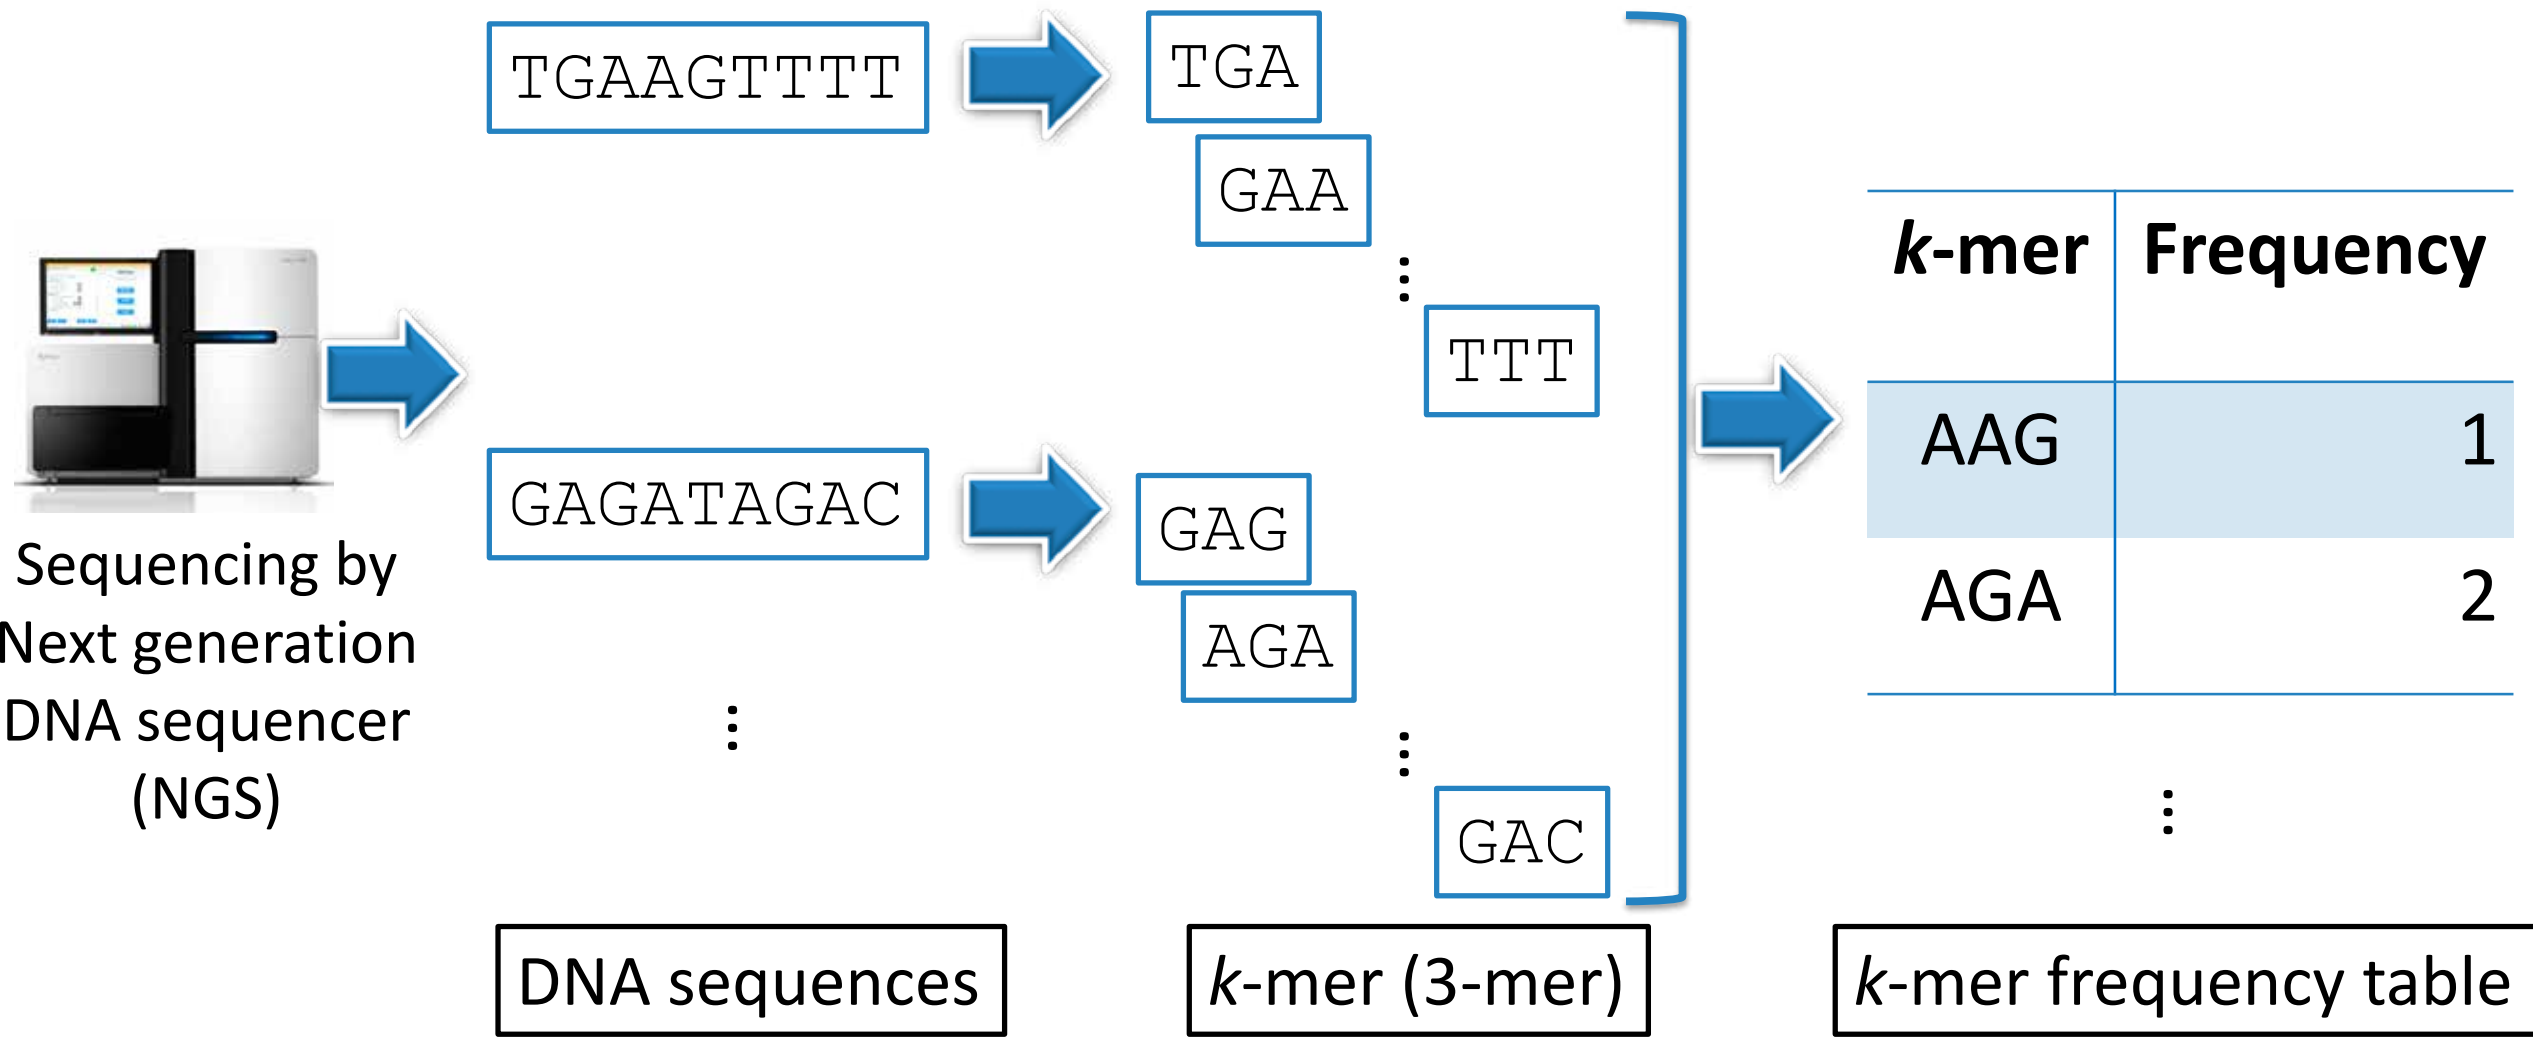 TGAAGTTTT
TGA
GAA
⋮
TTT
GAGATAGAC
GAG
AGA
⋮
GAC
⋮
Sequencing by
Next generation
DNA sequencer
(NGS)
k-mer Frequency
AAG 1
AGA 2
⋮
DNA sequences
k-mer (3-mer)
k-mer frequency table